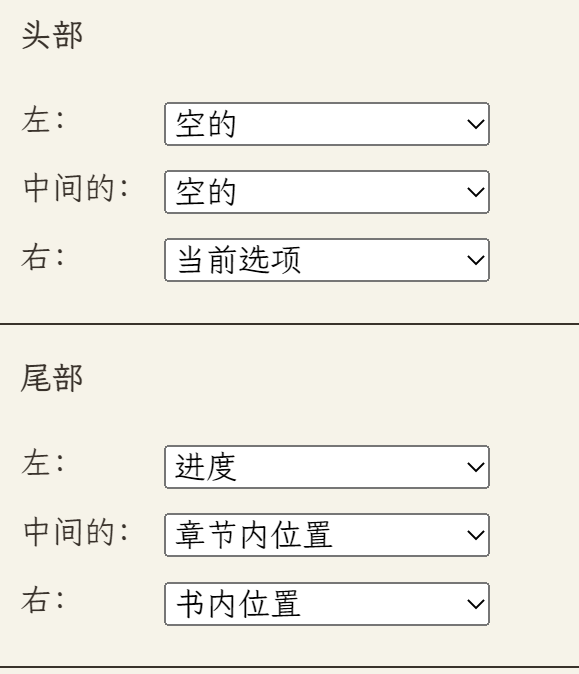 头部
左: 空的
中间的: 空的
右: 当前选项
尾部
左: 进度
中间的: 章节内位置
右: 书内位置